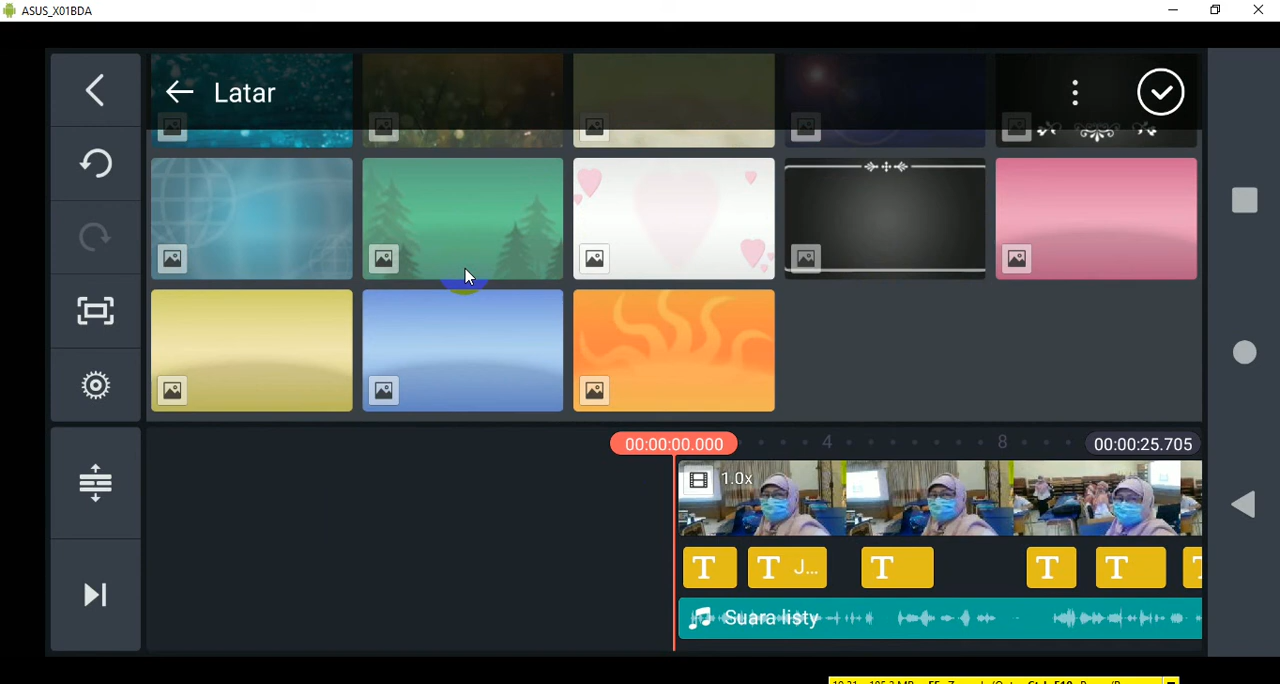 ASUS_X01BDA
Latar
00:00:00.000
4
8
00:00:25.705
1.0x
T
T J...
T
T
T
Suara listy